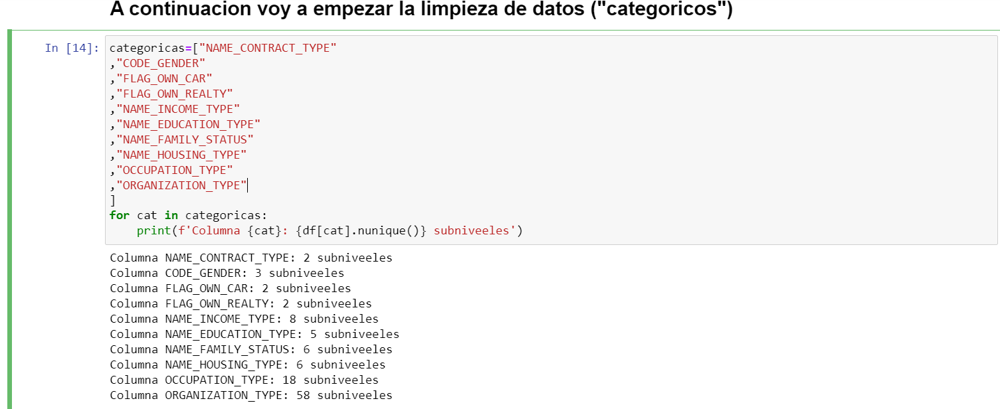 A continuacion voy a empezar la limpieza de datos ("categoricos")
In [14]: categoricas=["NAME_CONTRACT_TYPE"
,"CODE_GENDER"
,"FLAG_OWN_CAR"
,"FLAG_OWN_REALTY"
,"NAME_INCOME_TYPE"
,"NAME_EDUCATION_TYPE"
,"NAME_FAMILY_STATUS"
,"NAME_HOUSING_TYPE"
,"OCCUPATION_TYPE"
,"ORGANIZATION_TYPE"
]
for cat in categoricas:
    print(f'Columna {cat}: {df[cat].nunique()} subniveeles')
Columna NAME_CONTRACT_TYPE: 2 subniveeles
Columna CODE_GENDER: 3 subniveeles
Columna FLAG_OWN_CAR: 2 subniveeles
Columna FLAG_OWN_REALTY: 2 subniveeles
Columna NAME_INCOME_TYPE: 8 subniveeles
Columna NAME_EDUCATION_TYPE: 5 subniveeles
Columna NAME_FAMILY_STATUS: 6 subniveeles
Columna NAME_HOUSING_TYPE: 6 subniveeles
Columna OCCUPATION_TYPE: 18 subniveeles
Columna ORGANIZATION_TYPE: 58 subniveeles